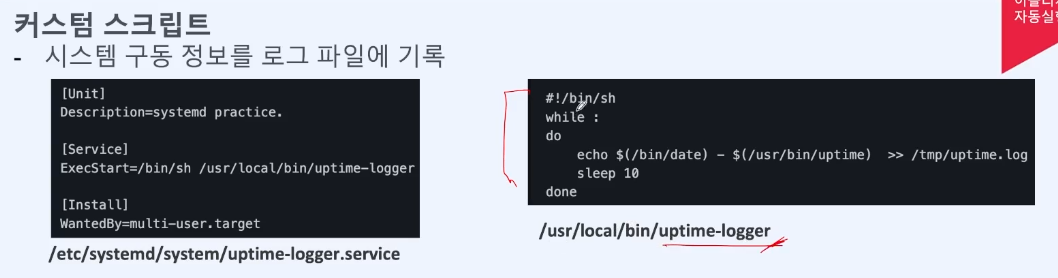 커스텀 스크립트
- 시스템 구동 정보를 로그 파일에 기록
자동실행
[Unit]
Description=systemd practice.
[Service]
ExecStart=/bin/sh /usr/local/bin/uptime-logger
[Install]
WantedBy=multi-user.target
/etc/systemd/system/uptime-logger.service
#!/bin/sh
while :
do
echo $(/bin/date) - $(/usr/bin/uptime) >> /tmp/uptime.log
sleep 10
done
/usr/local/bin/uptime-logger